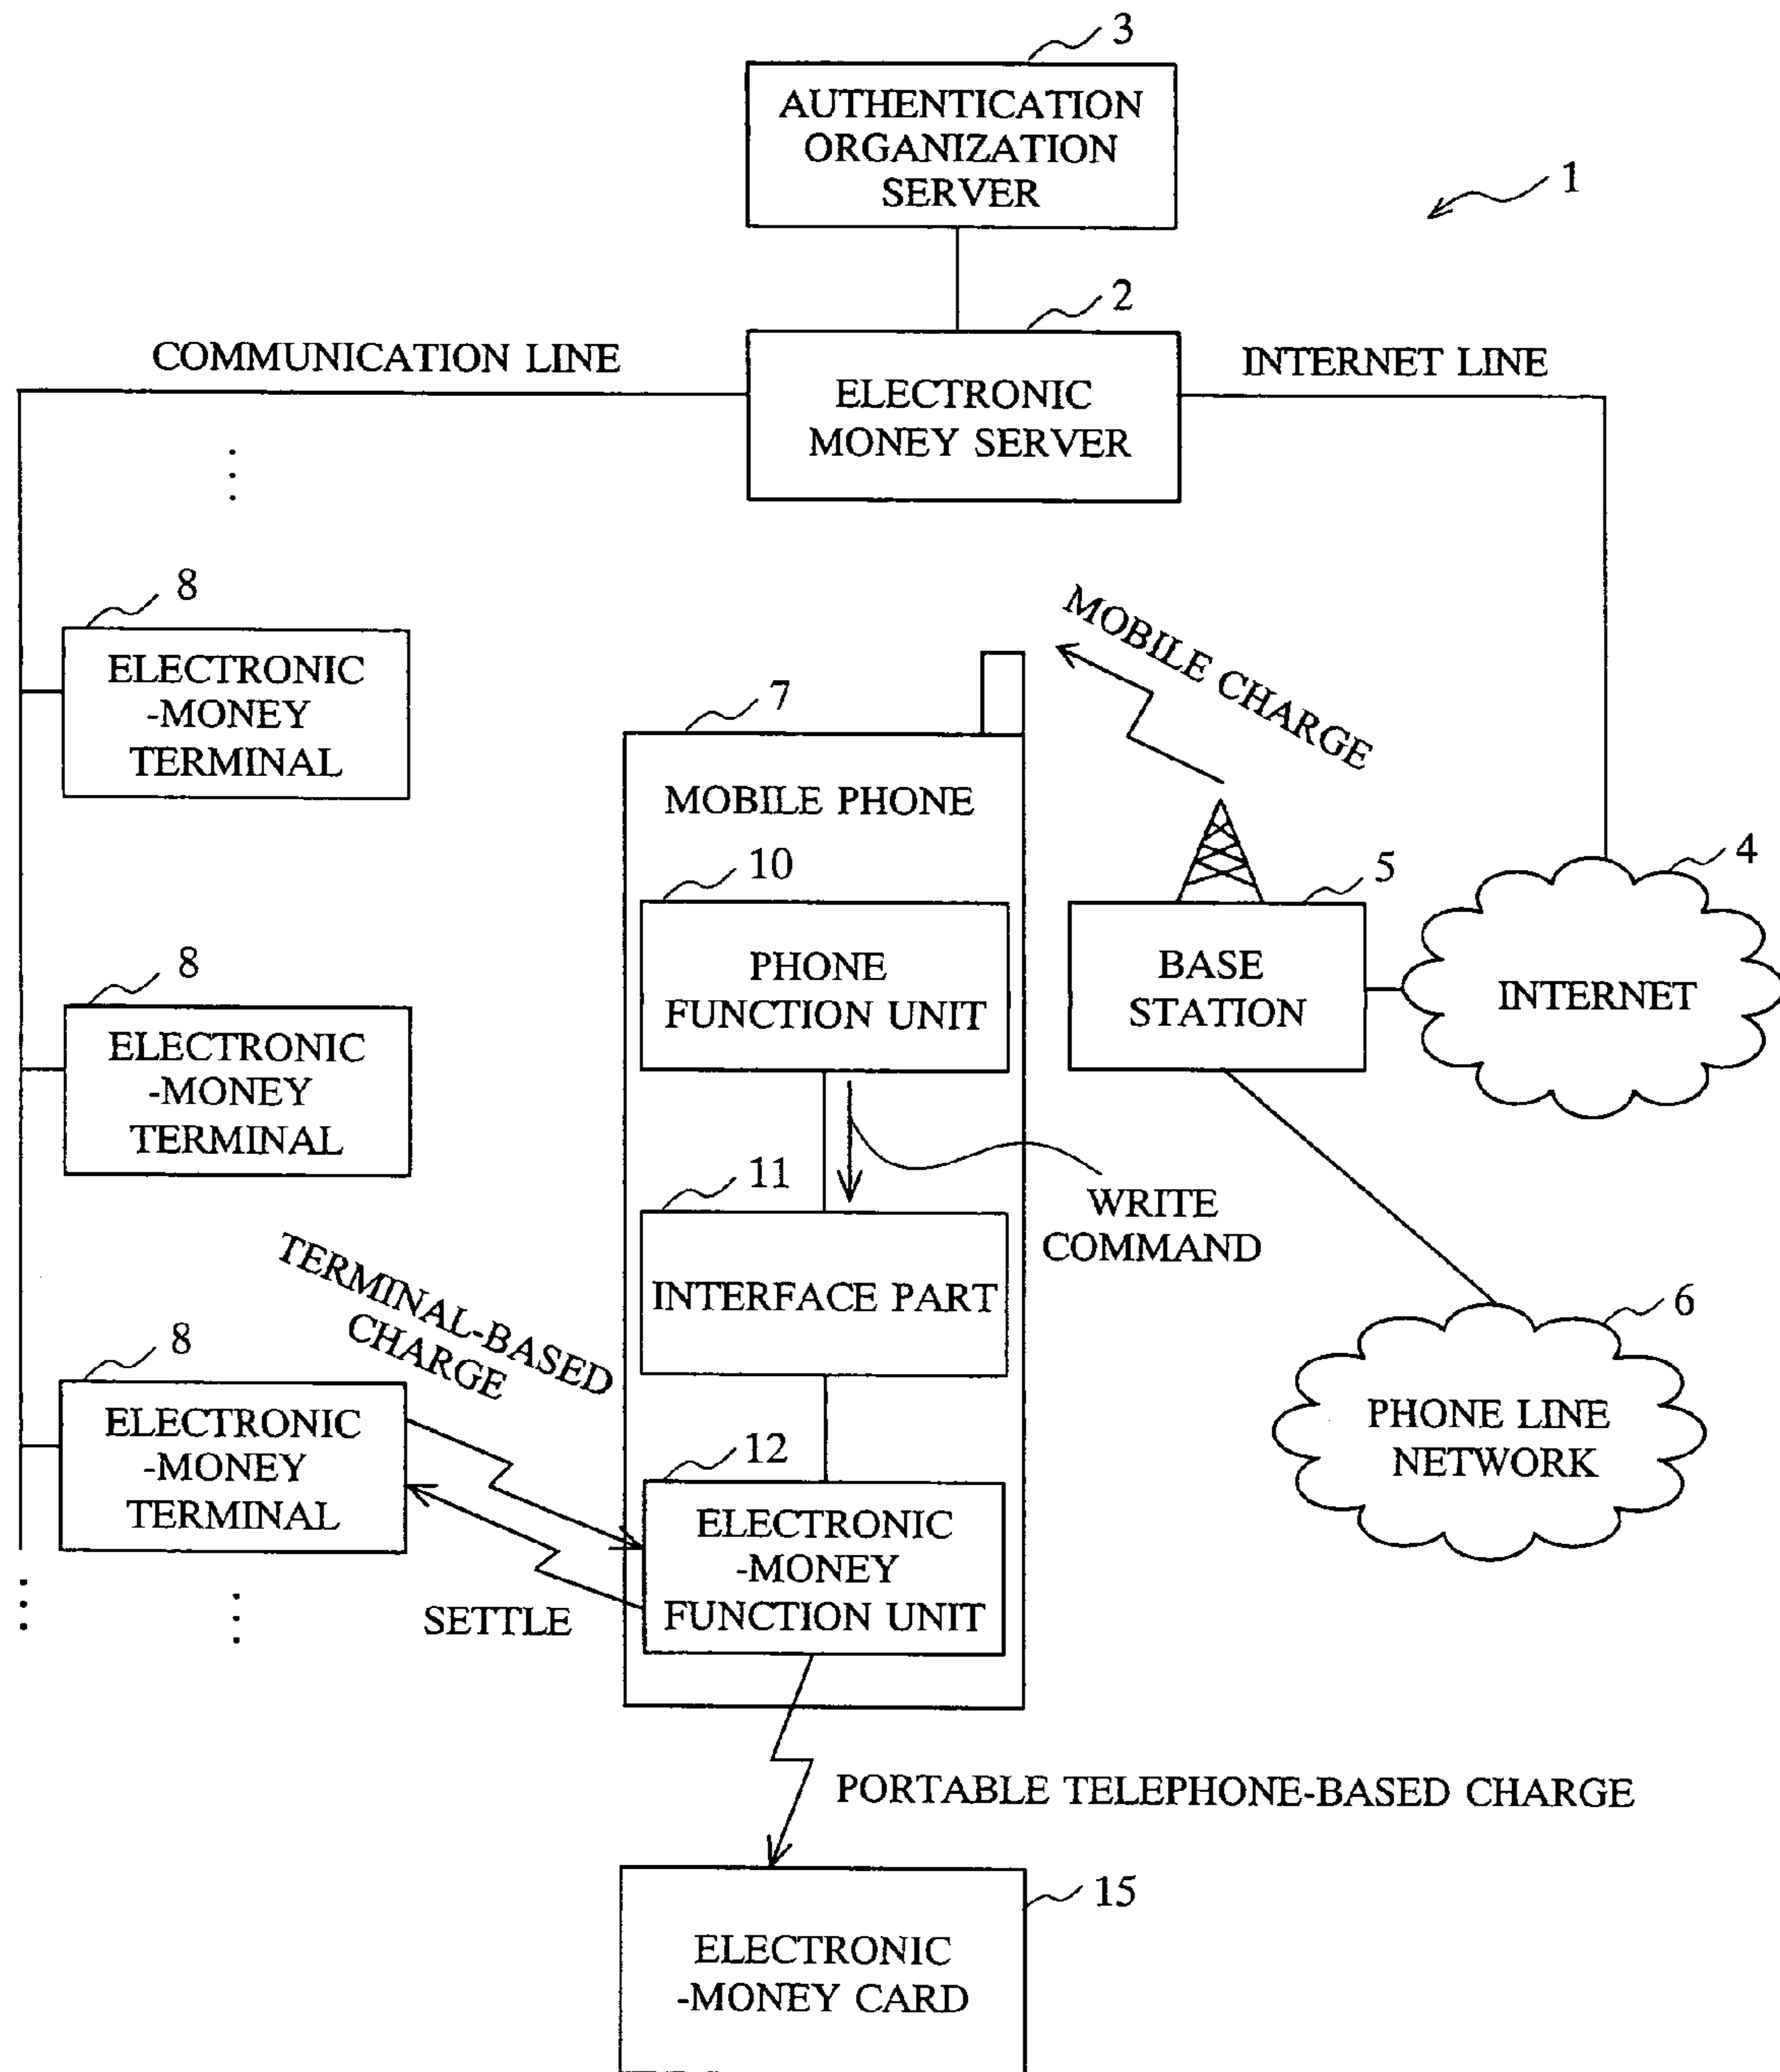 3
AUTHENTICATION
ORGANIZATION
SERVER
1
2
COMMUNICATION LINE
INTERNET LINE
ELECTRONIC
MONEY SERVER
8
ELECTRONIC
-MONEY
TERMINAL
MOBILE CHARGE
7
MOBILE PHONE
10
PHONE
FUNCTION UNIT
5
BASE
STATION
4
INTERNET
8
ELECTRONIC
-MONEY
TERMINAL
11
WRITE
COMMAND
INTERFACE PART
TERMINAL-BASED
CHARGE
6
PHONE LINE
NETWORK
8
ELECTRONIC
-MONEY
TERMINAL
12
ELECTRONIC
-MONEY
FUNCTION UNIT
SETTLE
PORTABLE TELEPHONE-BASED CHARGE
15
ELECTRONIC
-MONEY CARD